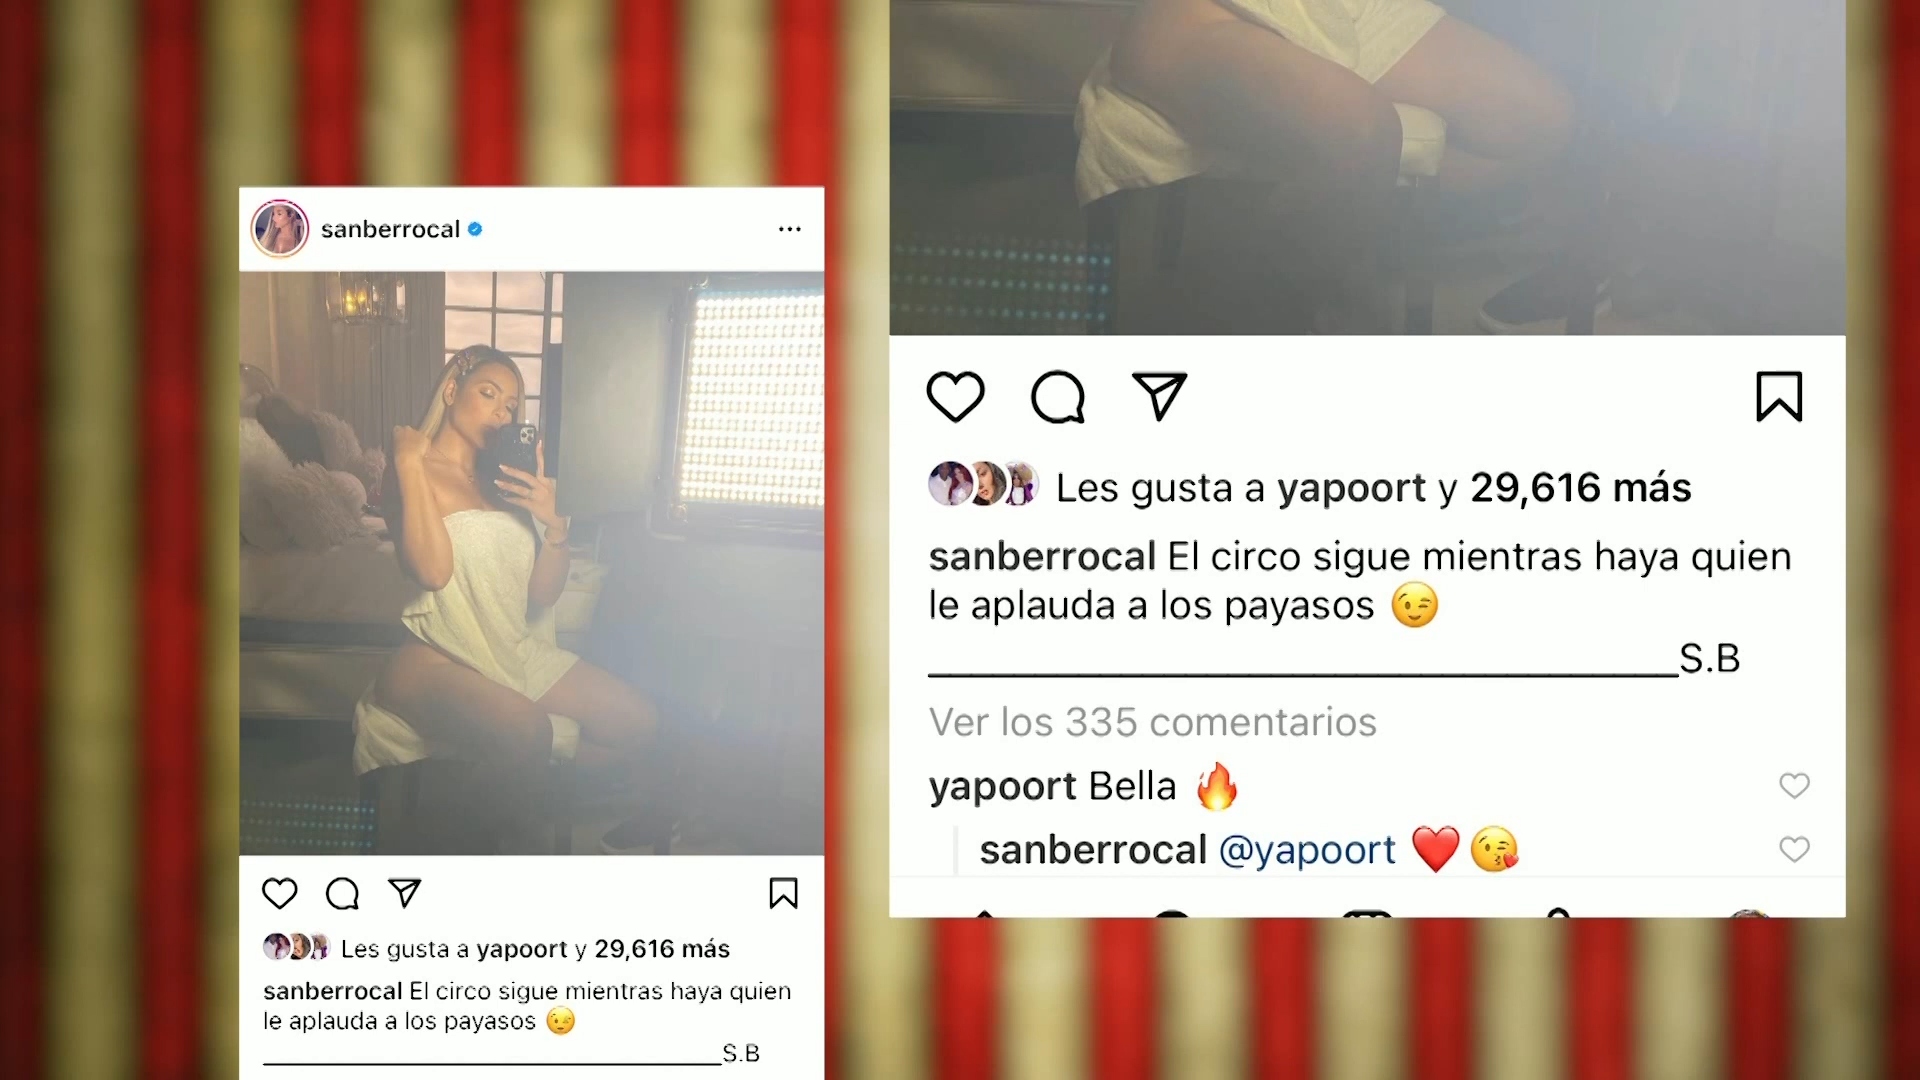 sanberrocal
Les gusta a yapoort y 29,616 más
sanberrocal El circo sigue mientras haya quien
le aplauda a los payasos 😉
____________________________________S.B
Les gusta a yapoort y 29,616 más
sanberrocal El circo sigue mientras haya quien
le aplauda a los payasos 😉
____________________________________S.B
Ver los 335 comentarios
yapoort Bella 🔥
sanberrocal @yapoort ❤️ 😘